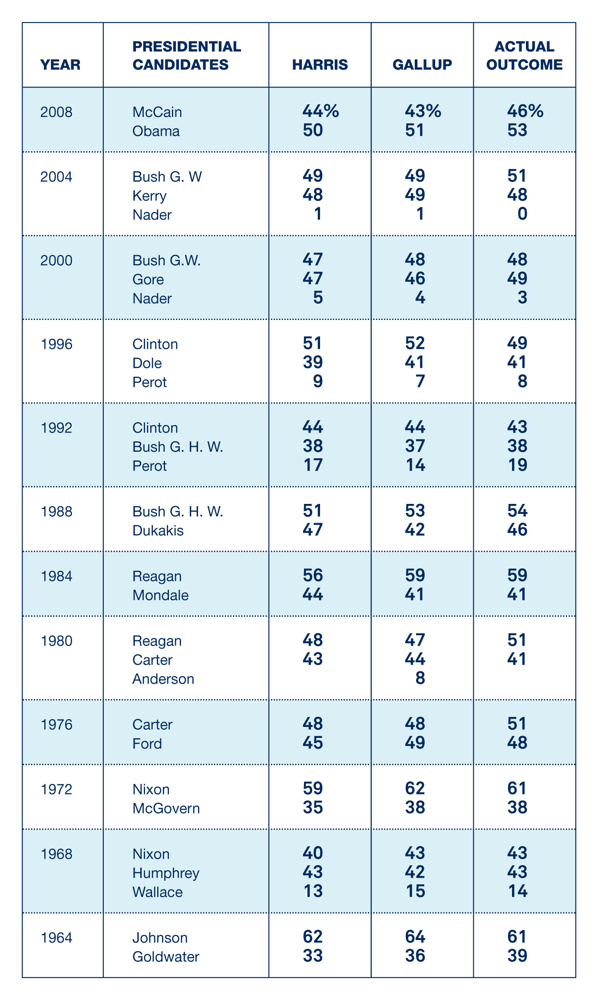 YEAR PRESIDENTIAL CANDIDATES HARRIS GALLUP ACTUAL OUTCOME
2008 McCain 44% 43% 46%
Obama 50 51 53
2004 Bush G. W 49 49 51
Kerry 48 49 48
Nader 1 1 0
2000 Bush G.W. 47 48 48
Gore 47 46 49
Nader 5 4 3
1996 Clinton 51 52 49
Dole 39 41 41
Perot 9 7 8
1992 Clinton 44 44 43
Bush G. H. W. 38 37 38
Perot 17 14 19
1988 Bush G. H. W. 51 53 54
Dukakis 47 42 46
1984 Reagan 56 59 59
Mondale 44 41 41
1980 Reagan 48 47 51
Carter 43 44 41
Anderson 8
1976 Carter 48 48 51
Ford 45 49 48
1972 Nixon 59 62 61
McGovern 35 38 38
1968 Nixon 40 43 43
Humphrey 43 42 43
Wallace 13 15 14
1964 Johnson 62 64 61
Goldwater 33 36 39